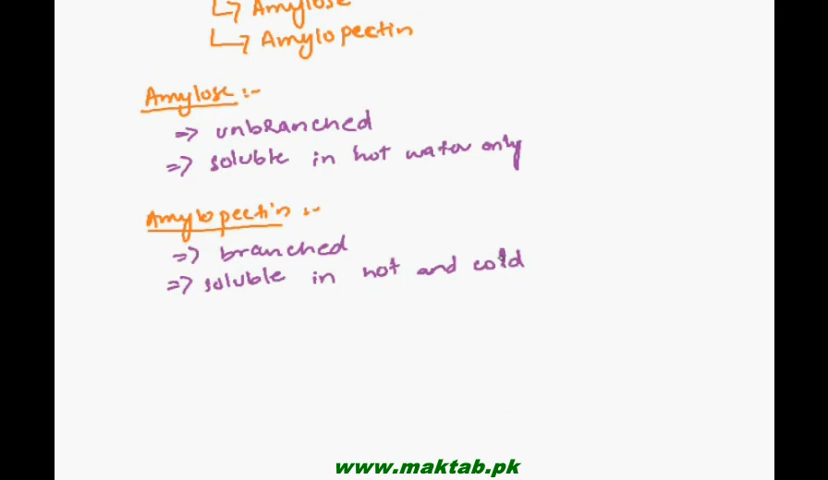 ↳ Amylose
↳ Amylopectin
Amylose :-
=> unbranched
=> soluble in hot water only
Amylopectin :-
=> branched
=> soluble in hot and cold
www.maktab.pk